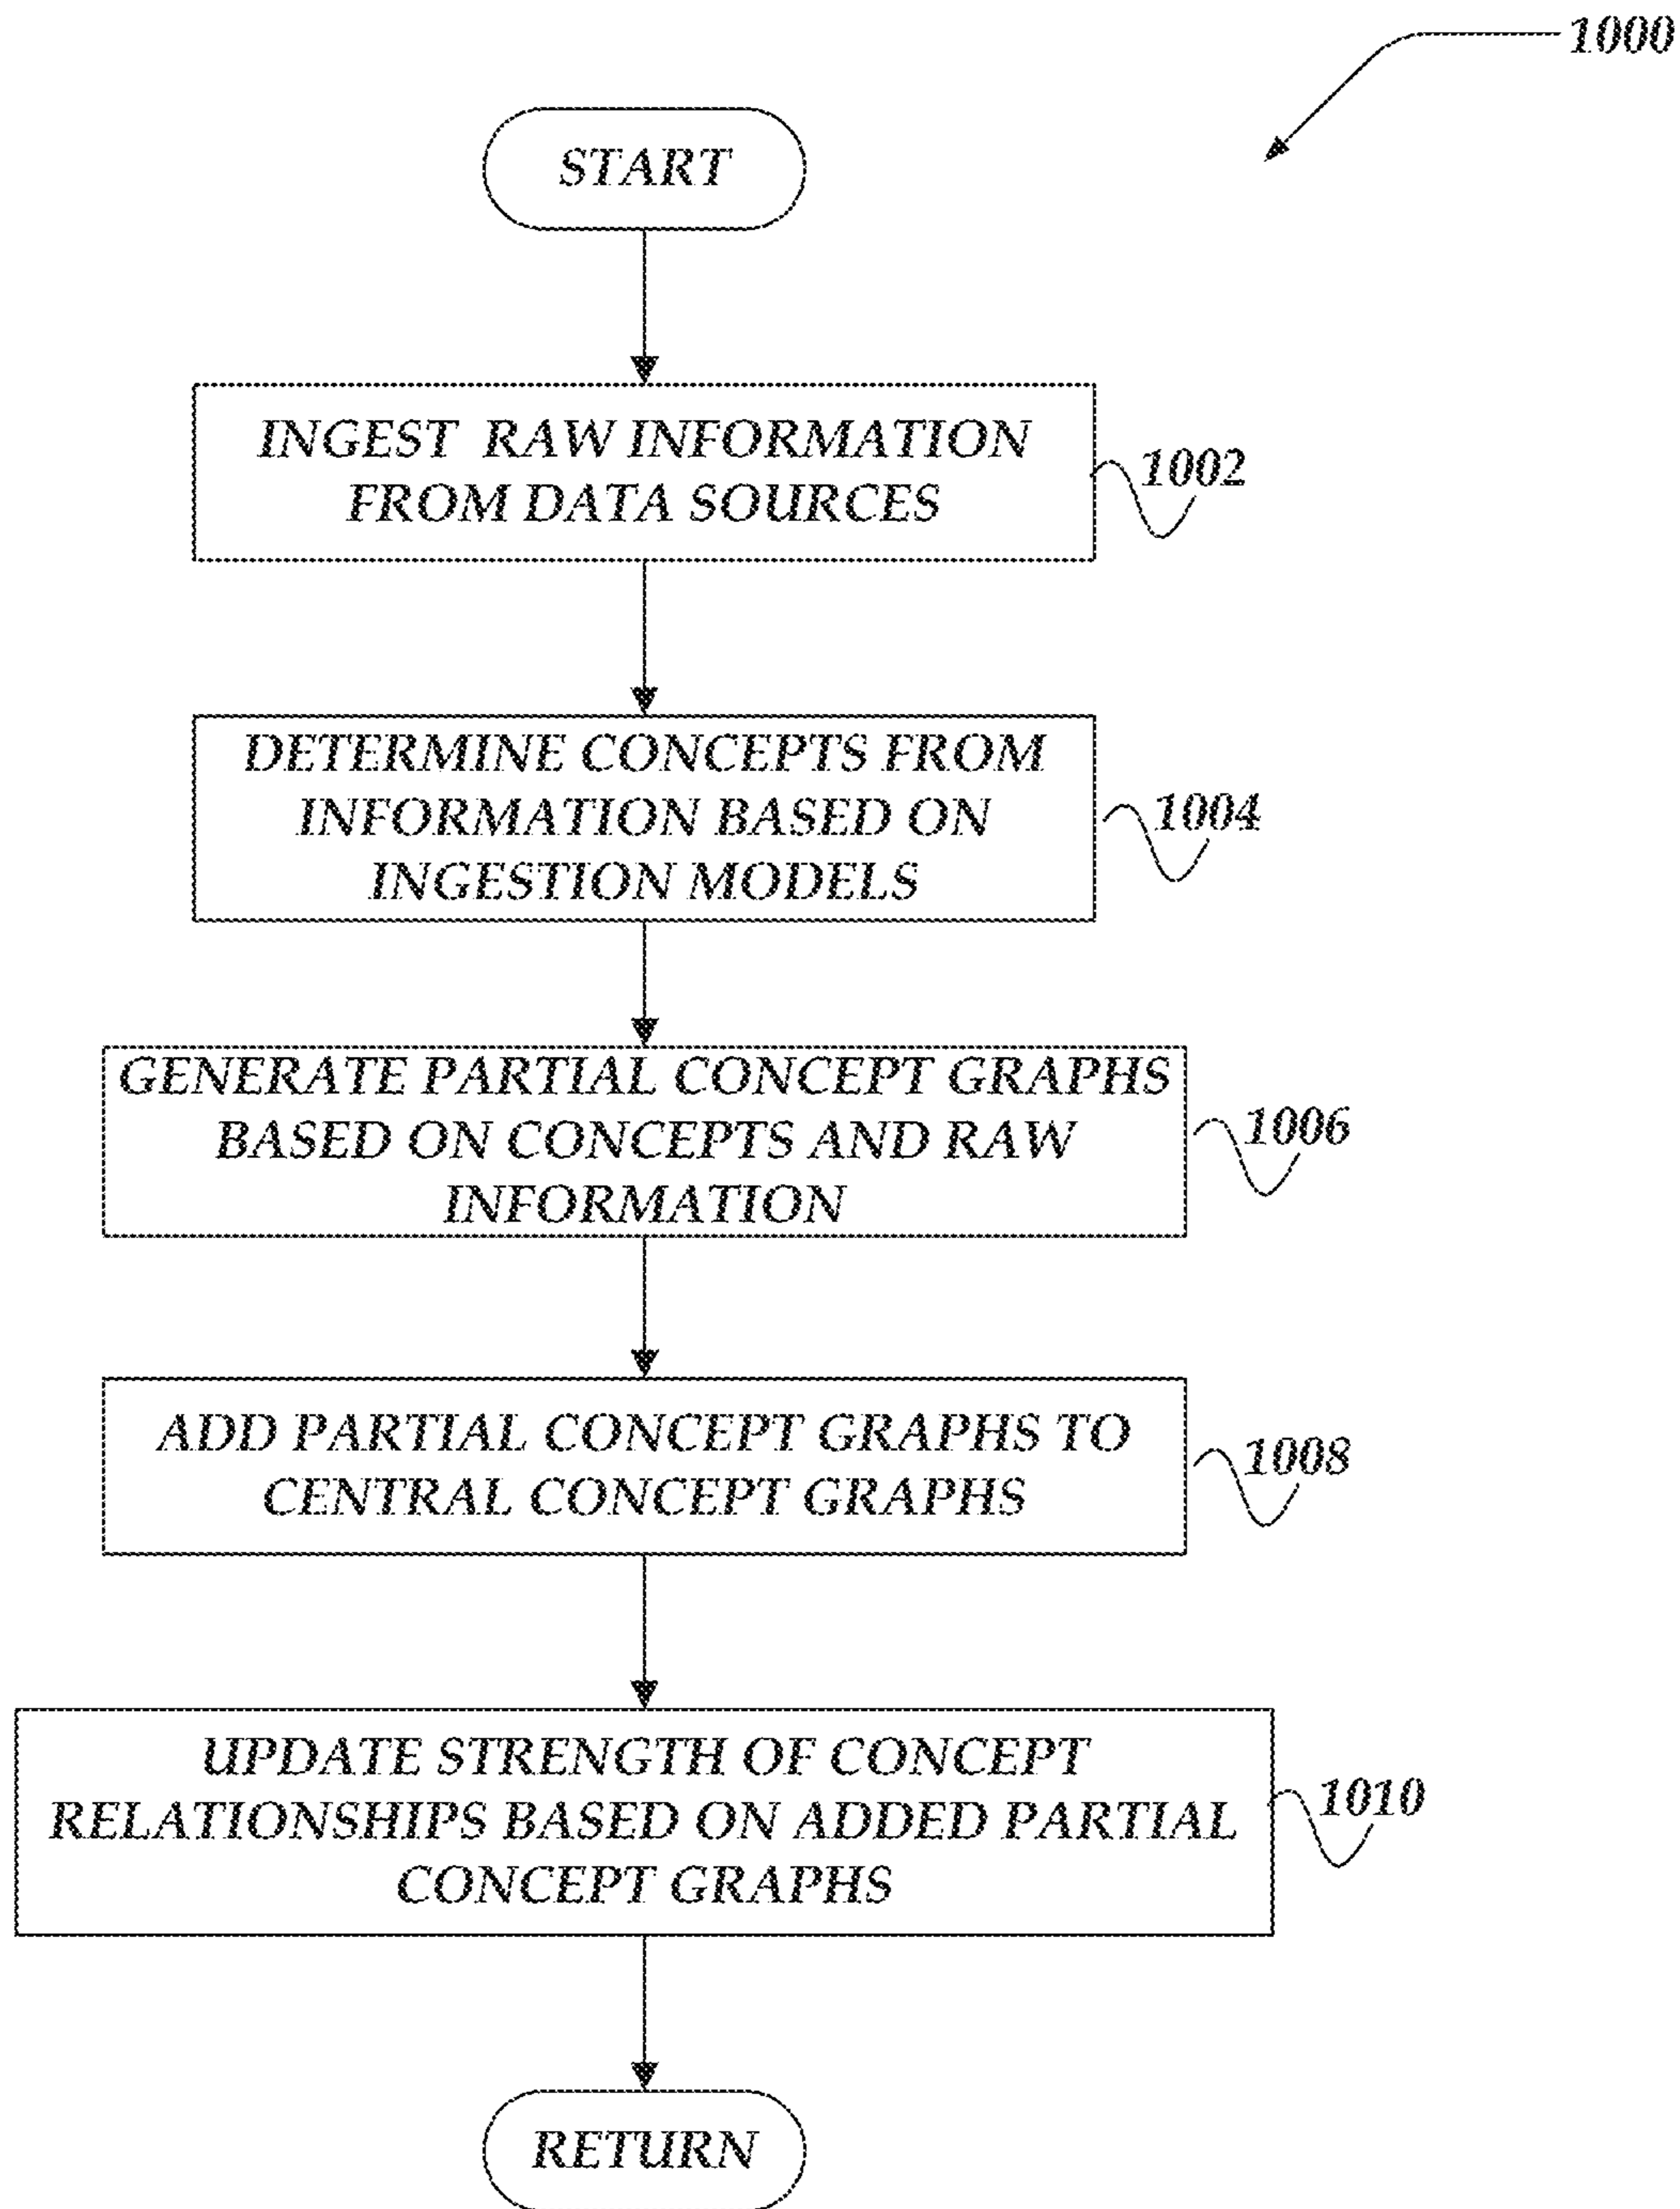 1000
START
INGEST RAW INFORMATION
FROM DATA SOURCES
1002
DETERMINE CONCEPTS FROM
INFORMATION BASED ON
INGESTION MODELS
1004
GENERATE PARTIAL CONCEPT GRAPHS
BASED ON CONCEPTS AND RAW
INFORMATION
1006
ADD PARTIAL CONCEPT GRAPHS TO
CENTRAL CONCEPT GRAPHS
1008
UPDATE STRENGTH OF CONCEPT
RELATIONSHIPS BASED ON ADDED PARTIAL
CONCEPT GRAPHS
1010
RETURN